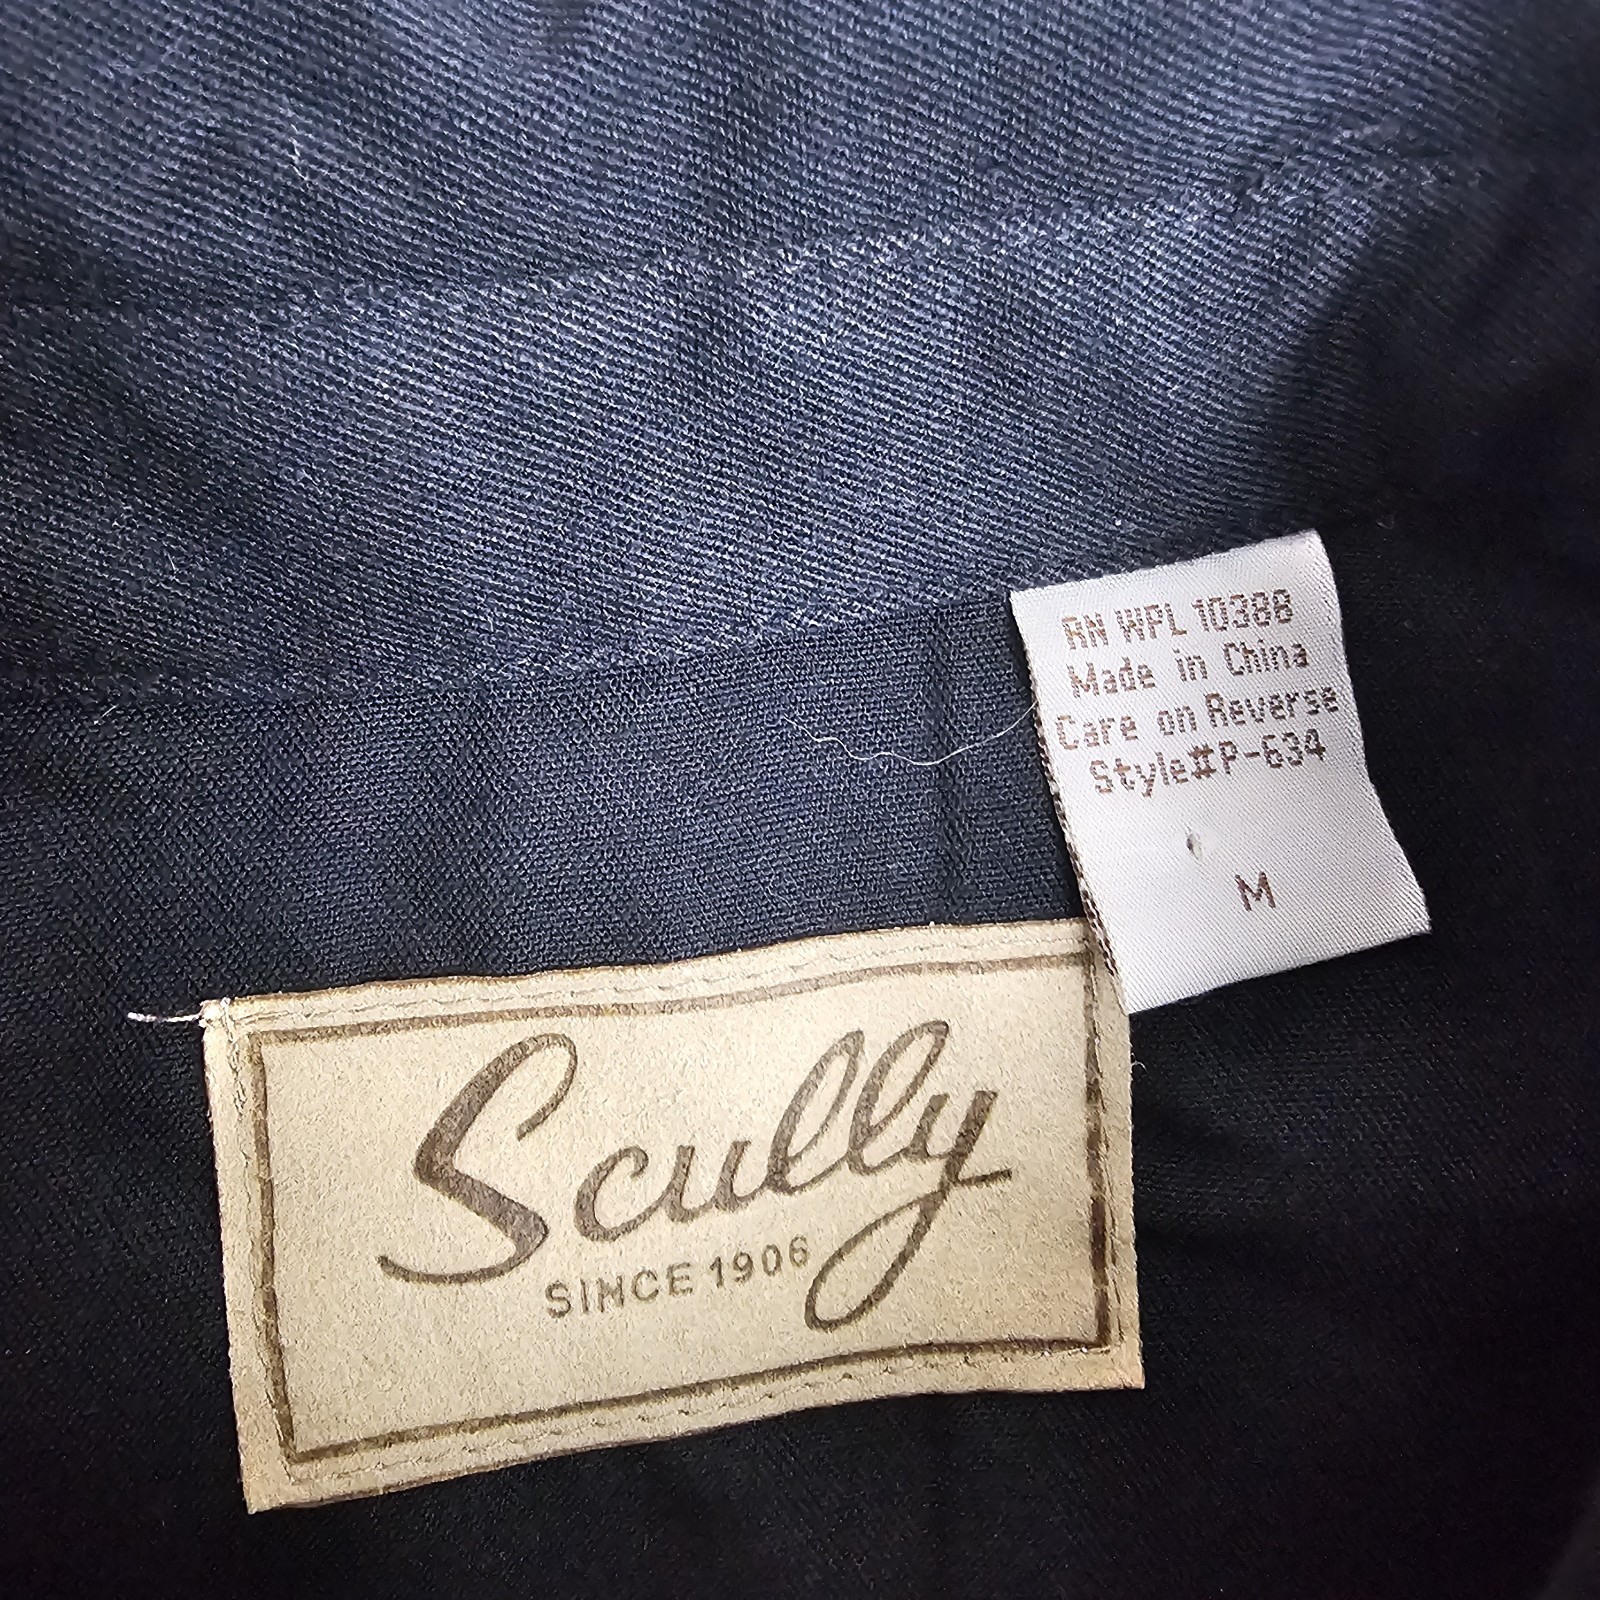 RN WPL 10388
Made in China
Care on Reverse
Style#P-634
M
Scully
SINCE 1906